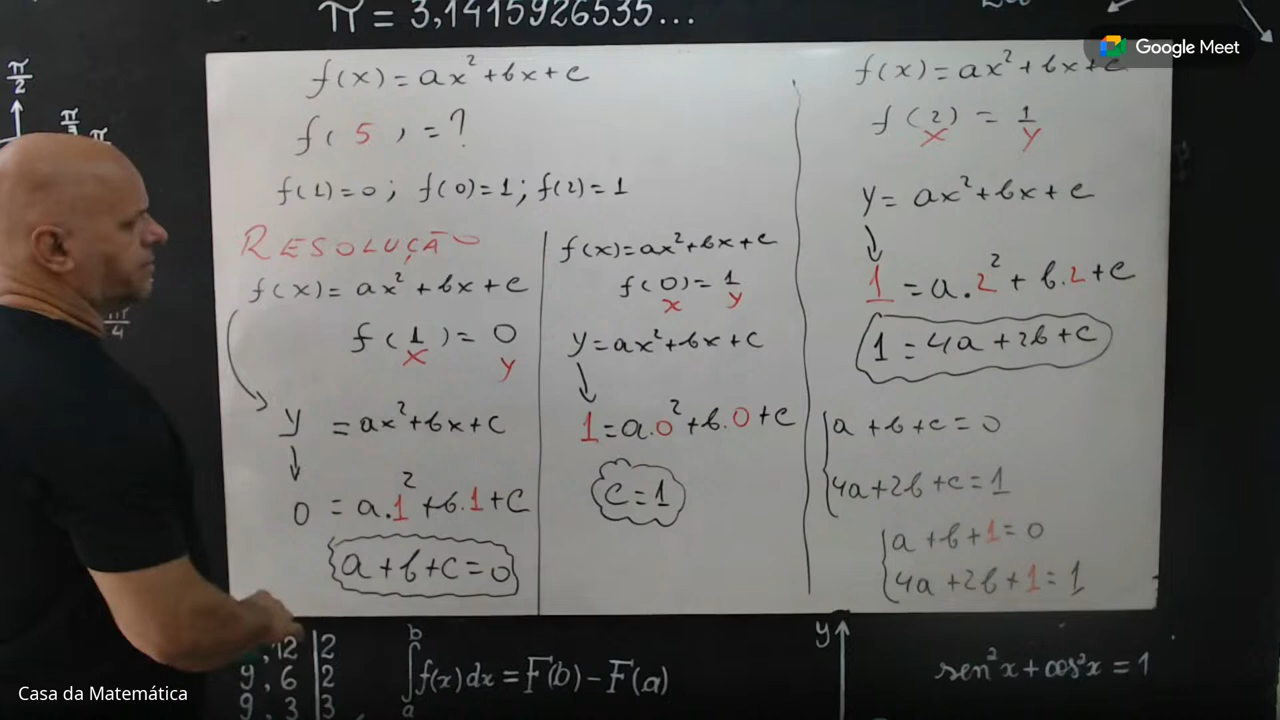 π = 3,1415926535...
Google Meet
π/2
f(x) = ax² + bx + c
f( 5 ) = ?
f(1) = 0 ; f(0) = 1 ; f(2) = 1
RESOLUÇÃO
f(x) = ax² + bx + c
f( 1 ) = 0
x y
y = ax² + bx + c
↓
0 = a.1² + b.1 + c
a + b + c = 0
f(x) = ax² + bx + c
f( 0 ) = 1
x y
y = ax² + bx + c
↓
1 = a.0² + b.0 + c
c = 1
f(x) = ax² + bx + c
f( 2 ) = 1
x y
y = ax² + bx + c
↓
1 = a.2² + b.2 + c
1 = 4a + 2b + c
a + b + c = 0
4a + 2b + c = 1
a + b + 1 = 0
4a + 2b + 1 = 1
, 12 | 2
9 , 6 | 2
9 , 3 | 3
∫ₐᵇ f(x) dx = F(b) − F(a)
y
sen²x + cos²x = 1
Casa da Matemática